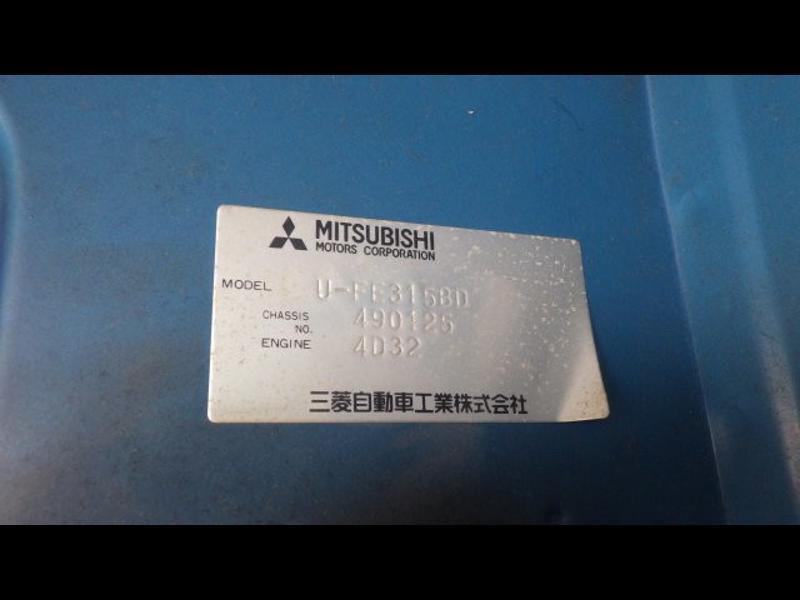 MITSUBISHI
MOTORS CORPORATION
MODEL U-FE315BD
CHASSIS NO. 490125
ENGINE 4D32
三菱自動車工業株式会社